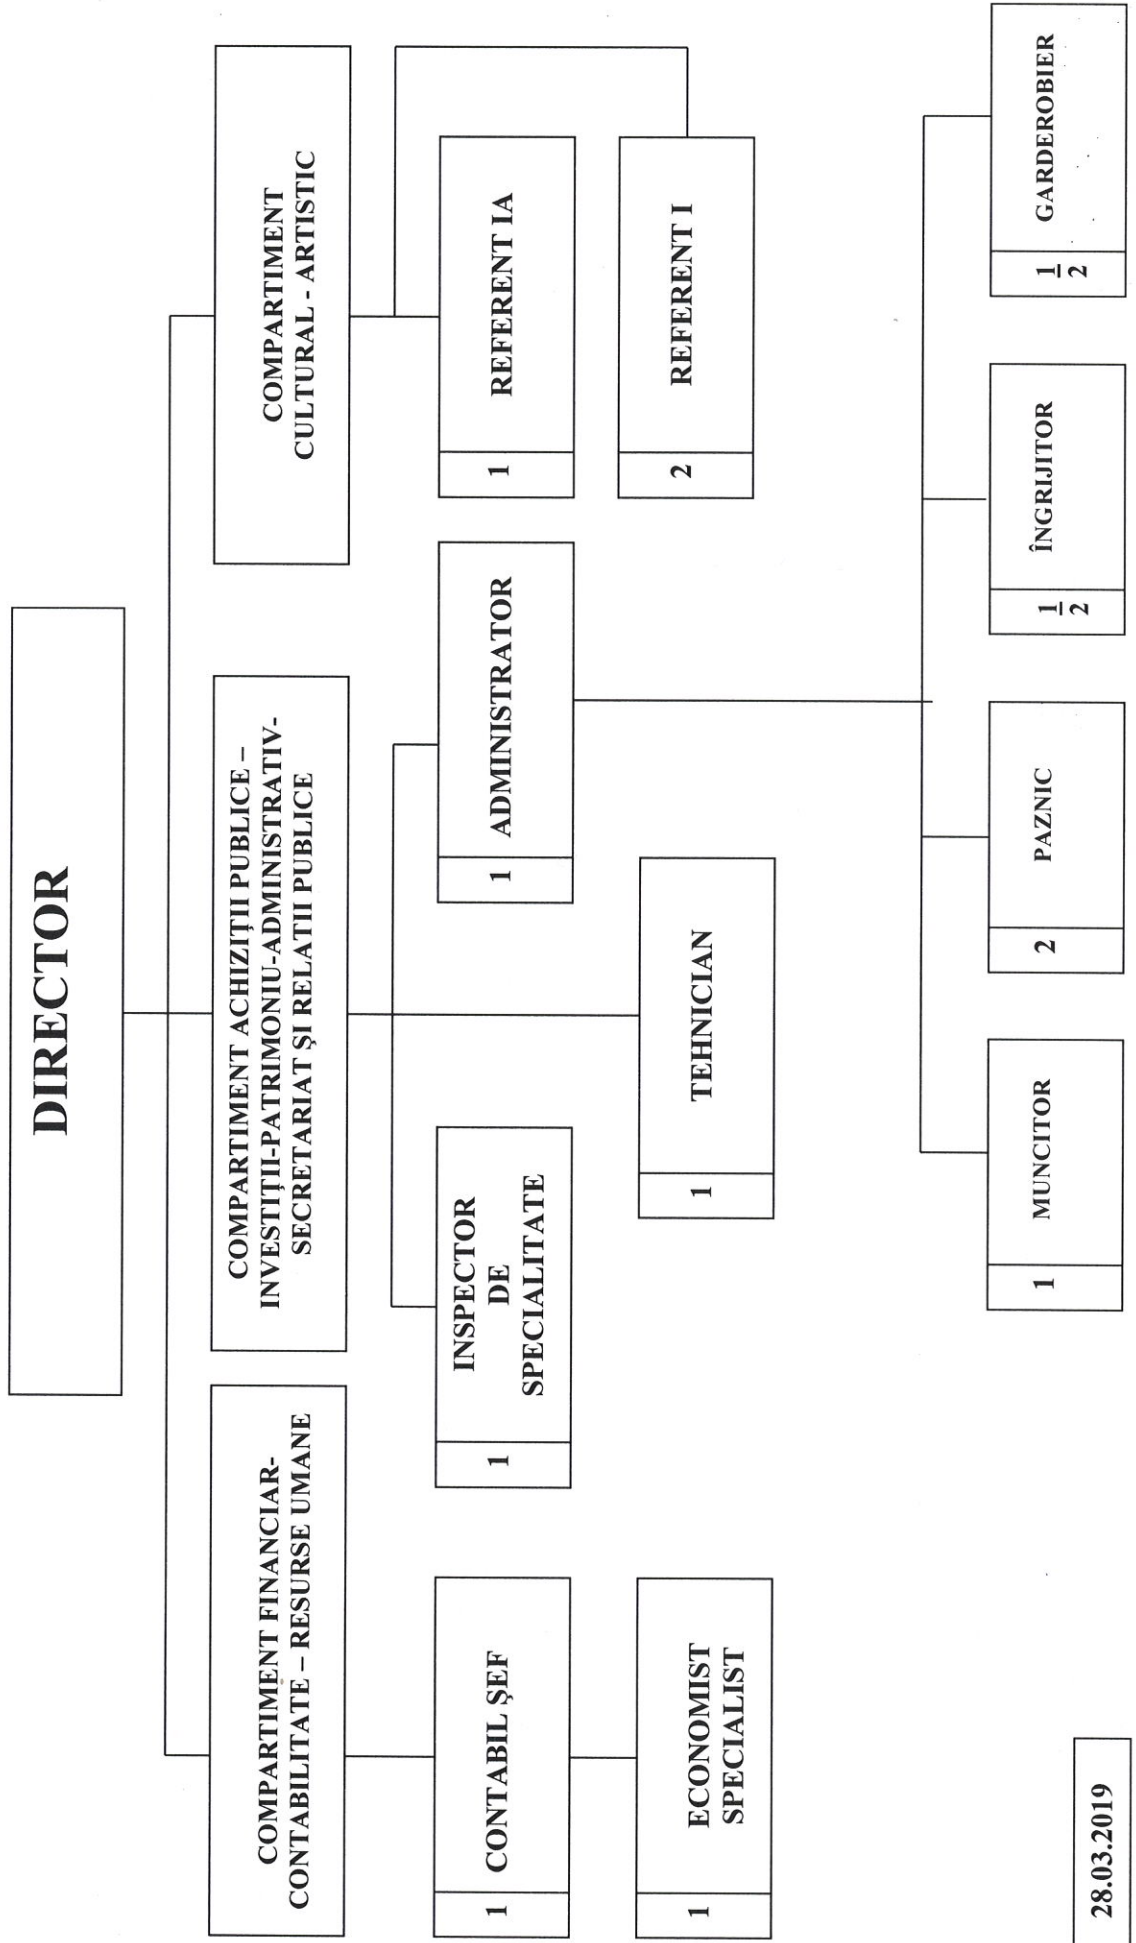 DIRECTOR
COMPARTIMENT FINANCIAR-
CONTABILITATE – RESURSE UMANE
COMPARTIMENT ACHIZIŢII PUBLICE –
INVESTIŢII-PATRIMONIU-ADMINISTRATIV-
SECRETARIAT ŞI RELATII PUBLICE
COMPARTIMENT
CULTURAL - ARTISTIC
1
CONTABIL ŞEF
1
INSPECTOR
DE
SPECIALITATE
1
ADMINISTRATOR
1
REFERENT IA
1
ECONOMIST
SPECIALIST
1
TEHNICIAN
2
REFERENT I
1
MUNCITOR
2
PAZNIC
1
2
ÎNGRIJITOR
1
2
GARDEROBIER
28.03.2019